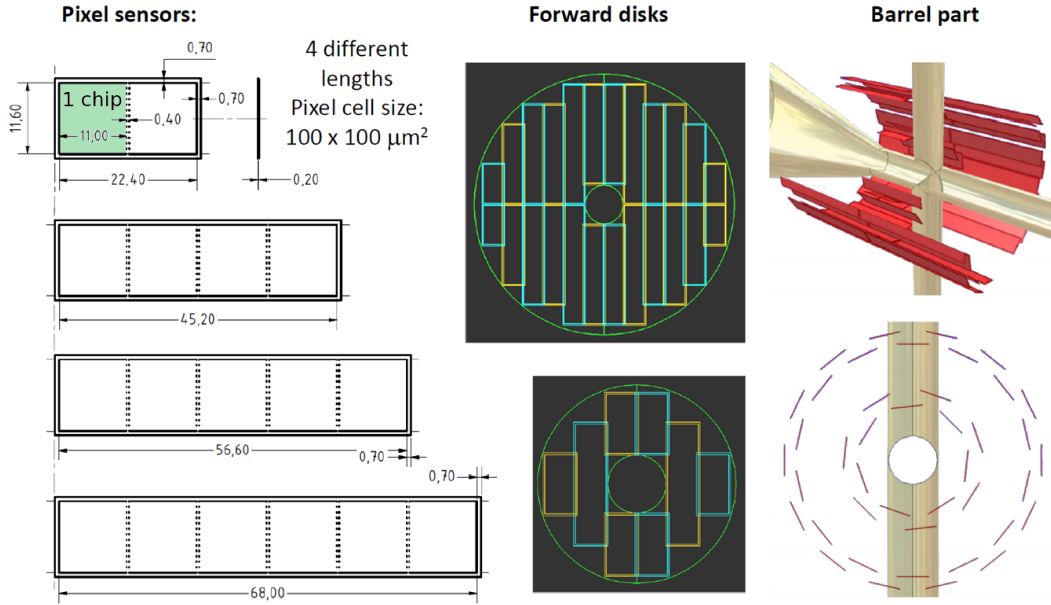 Pixel sensors:
Forward disks
Barrel part
0,70
4 different
lengths
Pixel cell size:
100 x 100 μm²
1 chip
0,70
11,60
0,40
11,00
22,40
0,20
45,20
56,60
0,70
0,70
68,00